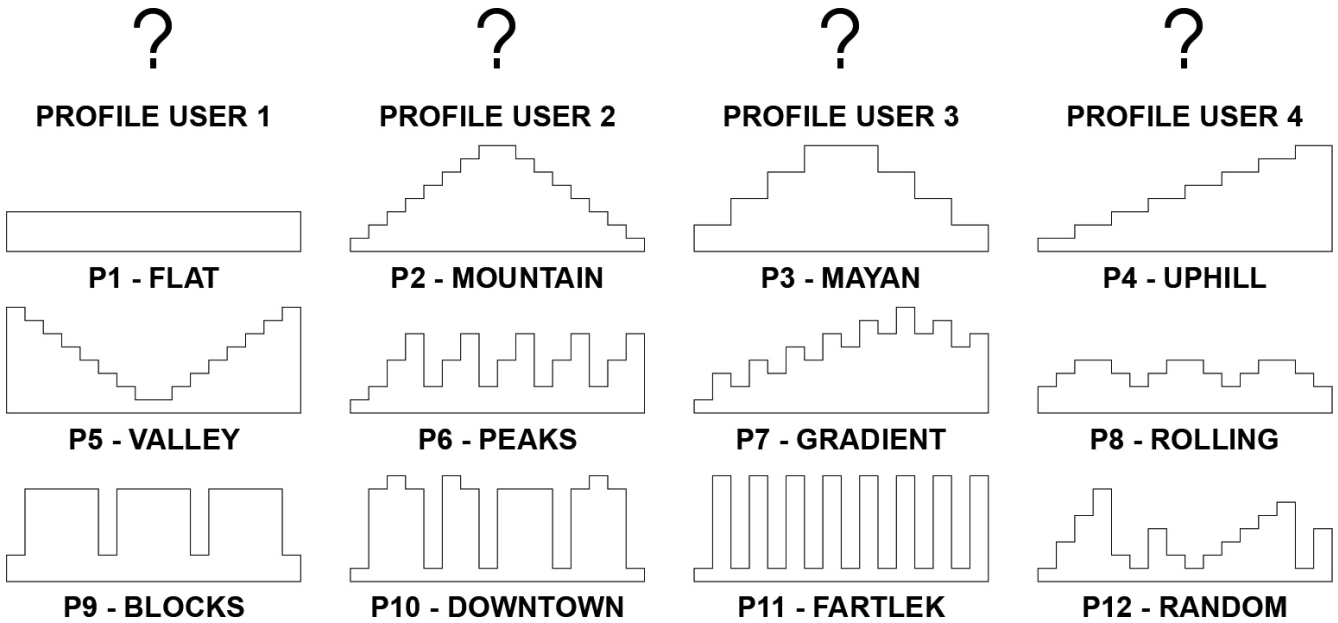 ? ? ? ?
PROFILE USER 1 PROFILE USER 2 PROFILE USER 3 PROFILE USER 4
P1 - FLAT P2 - MOUNTAIN P3 - MAYAN P4 - UPHILL
P5 - VALLEY P6 - PEAKS P7 - GRADIENT P8 - ROLLING
P9 - BLOCKS P10 - DOWNTOWN P11 - FARTLEK P12 - RANDOM